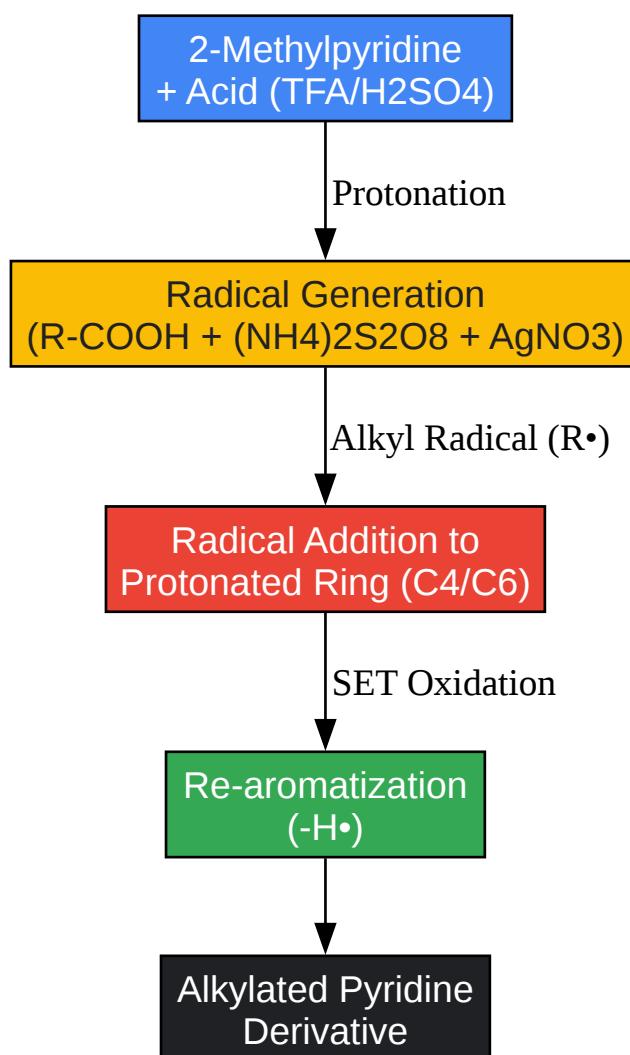 2-Methylpyridine
+ Acid (TFA/H2SO4)
Protonation
Radical Generation
(R-COOH + (NH4)2S2O8 + AgNO3)
Alkyl Radical (R•)
Radical Addition to
Protonated Ring (C4/C6)
SET Oxidation
Re-aromatization
(-H•)
Alkylated Pyridine
Derivative